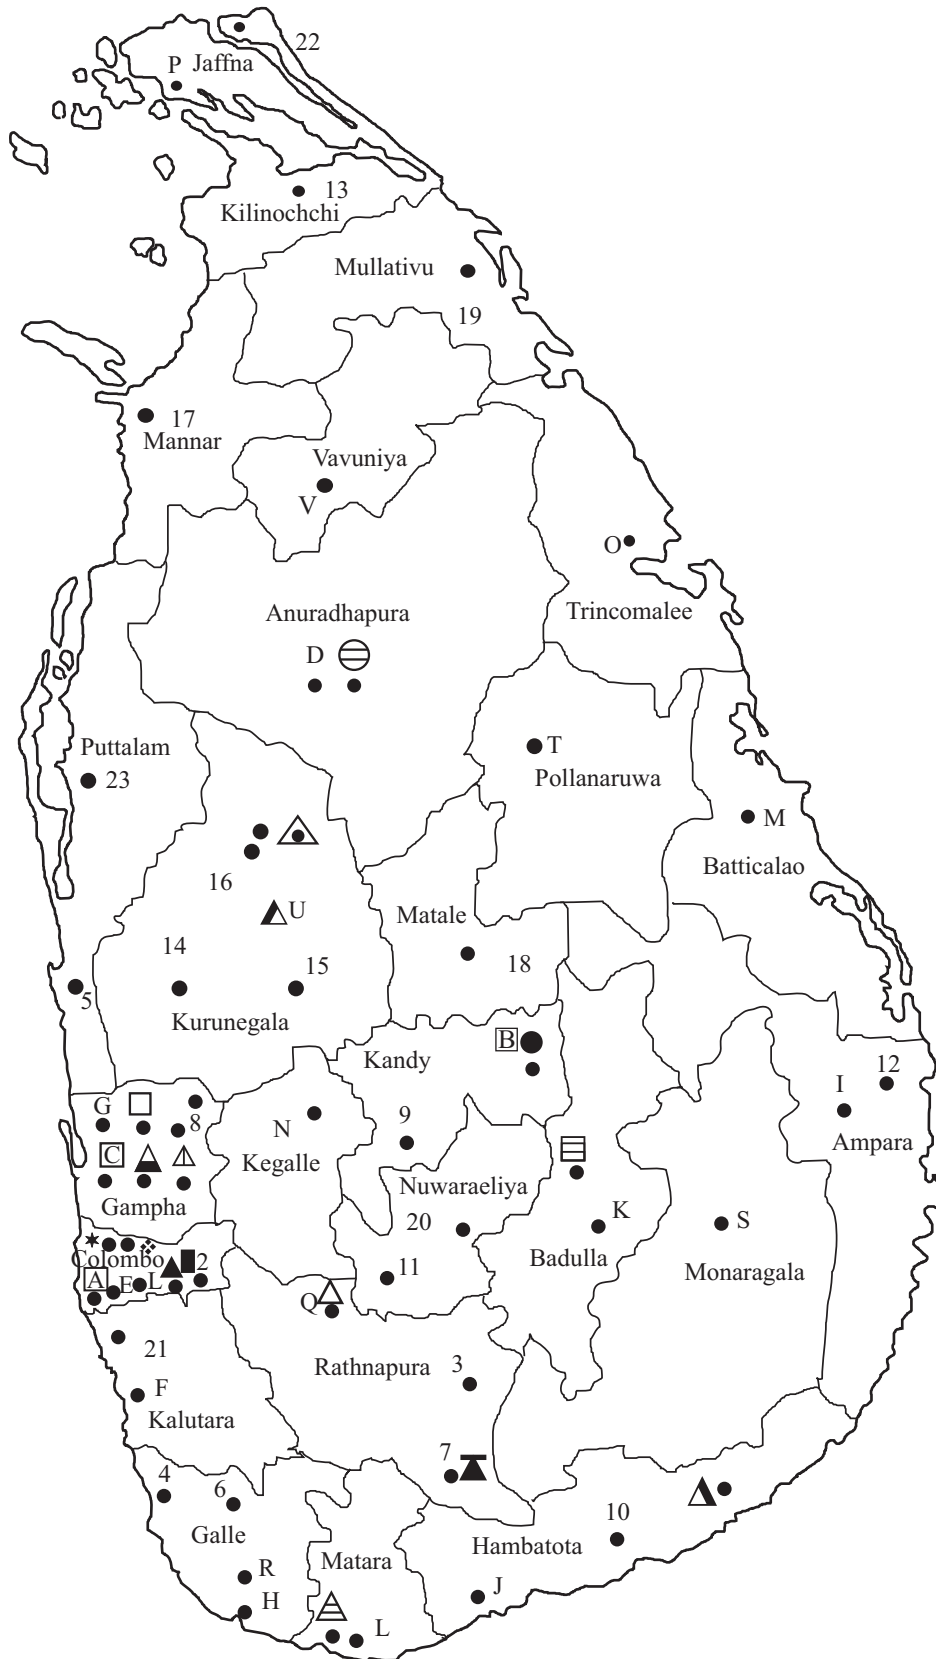 22
P Jaffna
13
Kilinochchi
Mullativu
19
17
Mannar
Vavuniya
V
O
Anuradhapura
Trincomalee
D
T
Puttalam
23
Pollanaruwa
M
Batticalao
16
U
Matale
14
15
18
5
Kurunegala
B
Kandy
12
I
G
8
N
9
Ampara
C
Kegalle
Nuwaraeliya
Gampha
20
K
S
Colombo
Badulla
2
11
Monaragala
A
E
L
Q
21
Rathnapura
3
F
Kalutara
7
4
6
10
Galle
Hambatota
Matara
R
J
H
L